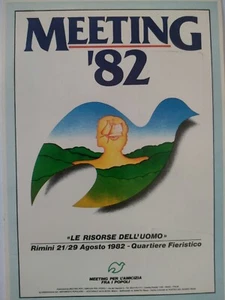 MEETING
'82
«LE RISORSE DELL'UOMO»
Rimini 21/29 Agosto 1982 - Quartiere Fieristico
MEETING PER L'AMICIZIA
FRA I POPOLI